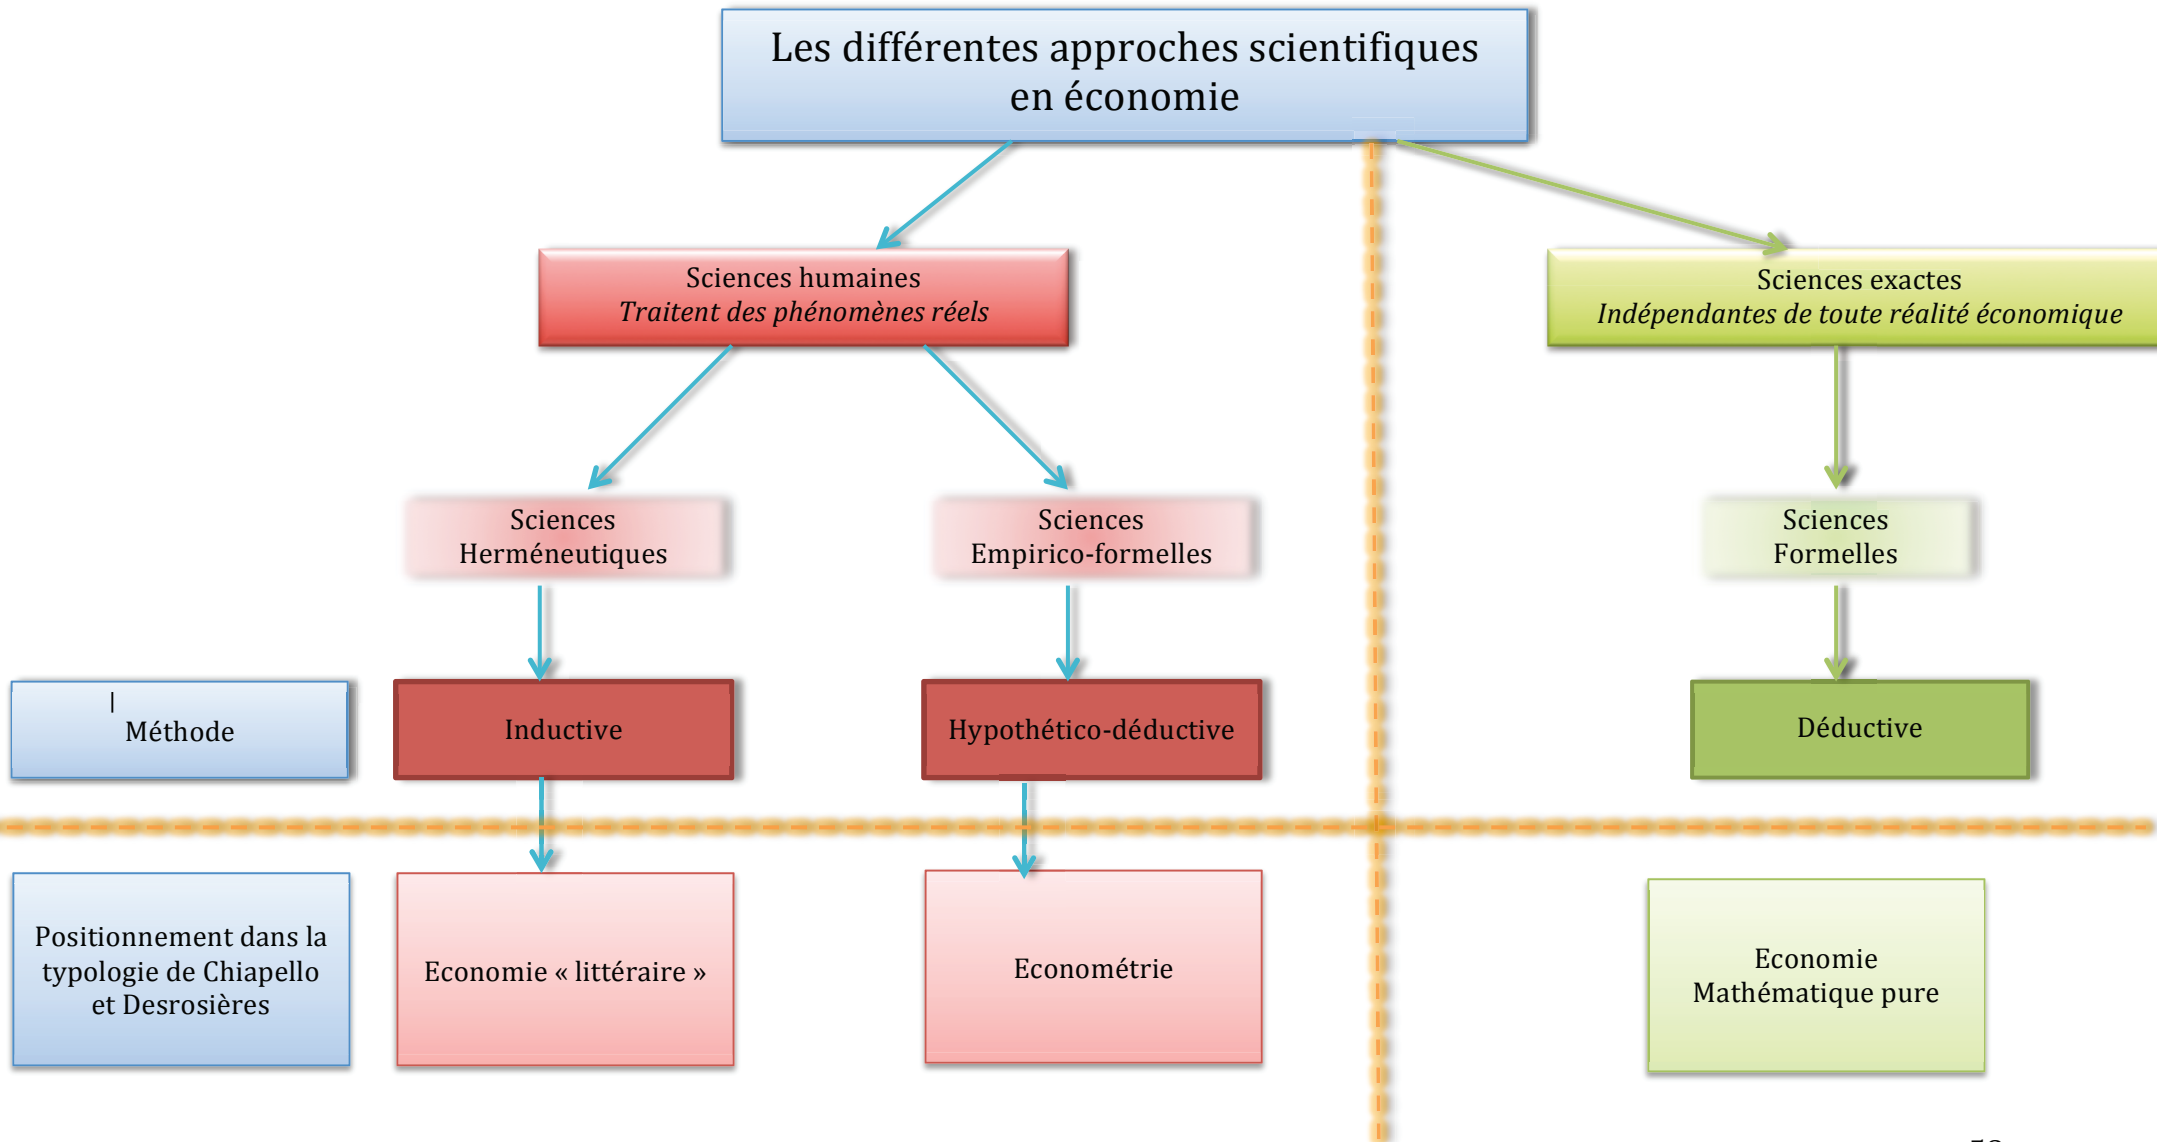 Les différentes approches scientifiques
en économie
Sciences humaines
Traitent des phénomènes réels
Sciences exactes
Indépendantes de toute réalité économique
Sciences
Herméneutiques
Sciences
Empirico-formelles
Sciences
Formelles
Méthode
Inductive
Hypothético-déductive
Déductive
Positionnement dans la
typologie de Chiapello
et Desrosières
Economie « littéraire »
Econométrie
Economie
Mathématique pure